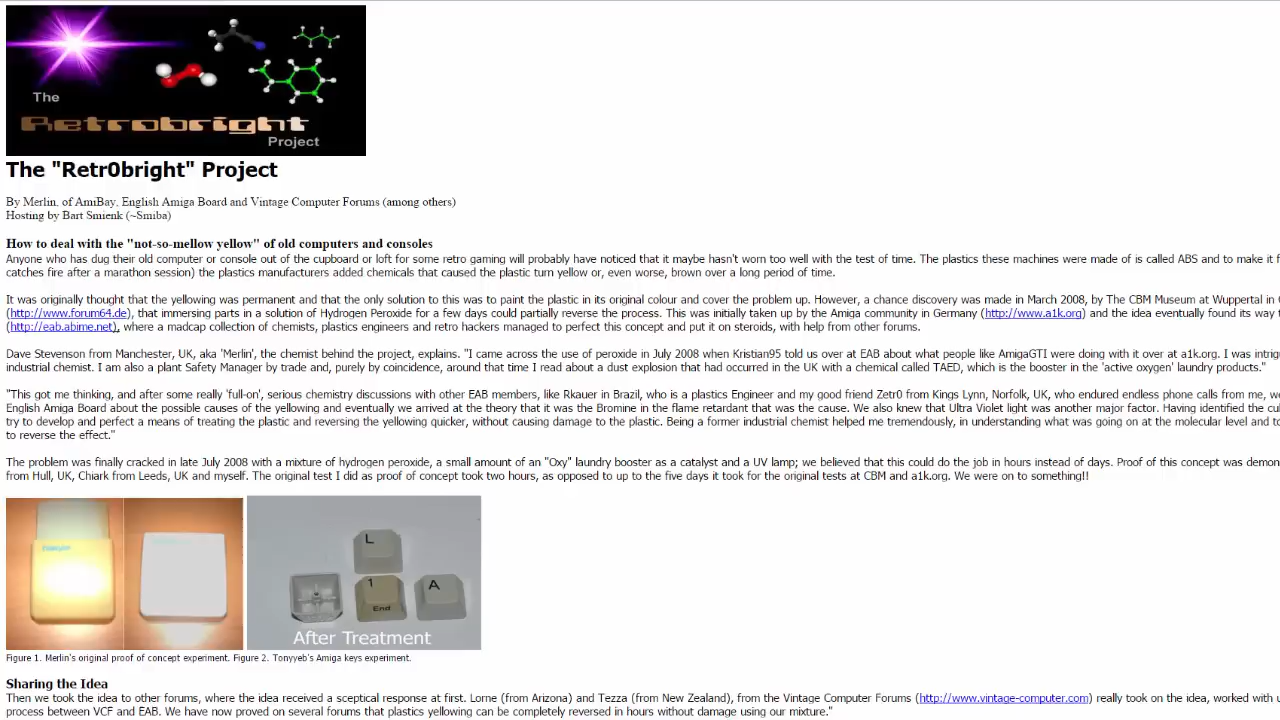 The
Retrobright
Project
The "Retr0bright" Project
By Merlin, of AmiBay, English Amiga Board and Vintage Computer Forums (among others)
Hosting by Bart Smienk (~Smiba)
How to deal with the "not-so-mellow yellow" of old computers and consoles
Anyone who has dug their old computer or console out of the cupboard or loft for some retro gaming will probably have noticed that it maybe hasn't worn too well with the test of time. The plastics these machines were made of is called ABS and to make it
catches fire after a marathon session) the plastics manufacturers added chemicals that caused the plastic turn yellow or, even worse, brown over a long period of time.
It was originally thought that the yellowing was permanent and that the only solution to this was to paint the plastic in its original colour and cover the problem up. However, a chance discovery was made in March 2008, by The CBM Museum at Wuppertal in
(http://www.forum64.de), that immersing parts in a solution of Hydrogen Peroxide for a few days could partially reverse the process. This was initially taken up by the Amiga community in Germany (http://www.a1k.org) and the idea eventually found its way
(http://eab.abime.net), where a madcap collection of chemists, plastics engineers and retro hackers managed to perfect this concept and put it on steroids, with help from other forums.
Dave Stevenson from Manchester, UK, aka 'Merlin', the chemist behind the project, explains. "I came across the use of peroxide in July 2008 when Kristian95 told us over at EAB about what people like AmigaGTI were doing with it over at a1k.org. I was
industrial chemist. I am also a plant Safety Manager by trade and, purely by coincidence, around that time I read about a dust explosion that had occurred in the UK with a chemical called TAED, which is the booster in the 'active oxygen' laundry products."
"This got me thinking, and after some really 'full-on', serious chemistry discussions with other EAB members, like Rkauer in Brazil, who is a plastics Engineer and my good friend Zetr0 from Kings Lynn, Norfolk, UK, who endured endless phone calls from me,
English Amiga Board about the possible causes of the yellowing and eventually we arrived at the theory that it was the Bromine in the flame retardant that was the cause. We also knew that Ultra Violet light was another major factor. Having identified the
try to develop and perfect a means of treating the plastic and reversing the yellowing quicker, without causing damage to the plastic. Being a former industrial chemist helped me tremendously, in understanding what was going on at the molecular level and
to reverse the effect."
The problem was finally cracked in late July 2008 with a mixture of hydrogen peroxide, a small amount of an "Oxy" laundry booster as a catalyst and a UV lamp; we believed that this could do the job in hours instead of days. Proof of this concept was
from Hull, UK, Chiark from Leeds, UK and myself. The original test I did as proof of concept took two hours, as opposed to up to the five days it took for the original tests at CBM and a1k.org. We were on to something!!
L
1
End
A
After Treatment
Figure 1. Merlin's original proof of concept experiment. Figure 2. Tonyyeb's Amiga keys experiment.
Sharing the Idea
Then we took the idea to other forums, where the idea received a sceptical response at first. Lorne (from Arizona) and Tezza (from New Zealand), from the Vintage Computer Forums (http://www.vintage-computer.com) really took on the idea, worked with
process between VCF and EAB. We have now proved on several forums that plastics yellowing can be completely reversed in hours without damage using our mixture."